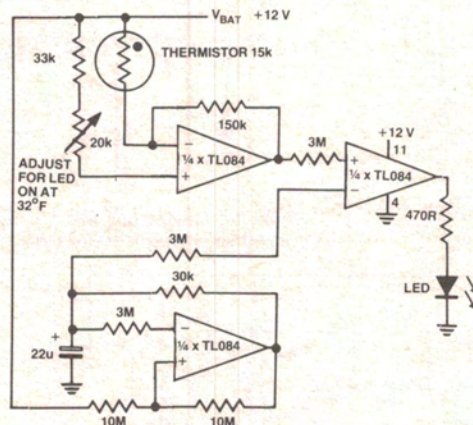 V BAT +12 V
33k
THERMISTOR 15k
20k
150k
ADJUST
FOR LED
ON AT
32°F
−
+
¼ x TL084
3M
+12 V
11
+
−
¼ x TL084
4
470R
3M
30k
LED
3M
+
22u
−
+
¼ x TL084
10M
10M